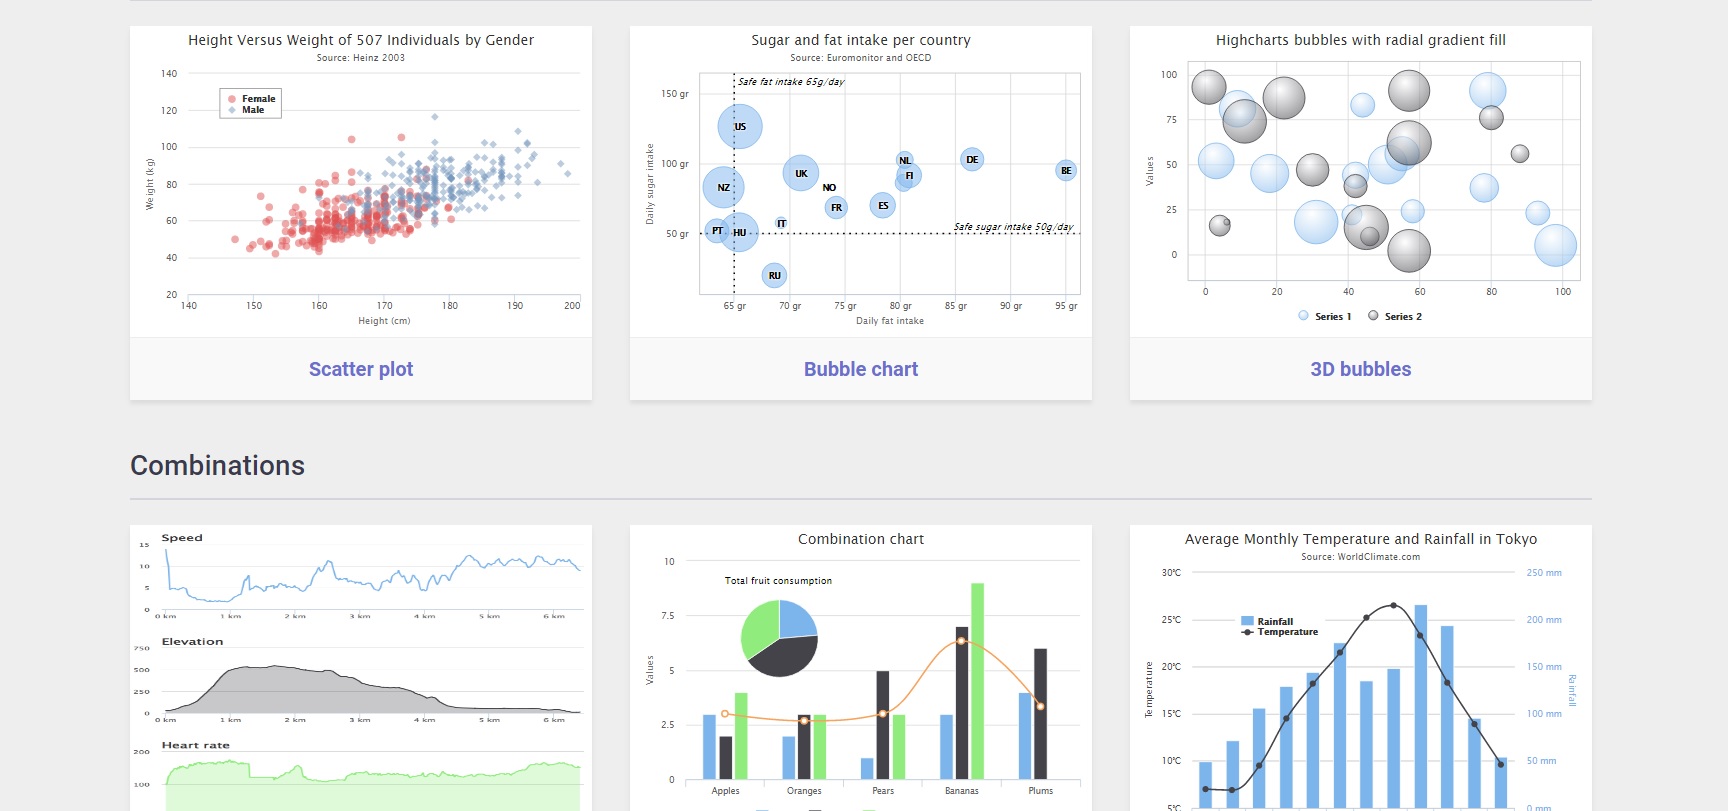 Height Versus Weight of 507 Individuals by Gender
Source: Heinz 2003
Weight (kg)
140
120
100
80
60
40
20
Female
Male
140 150 160 170 180 190 200
Height (cm)
Scatter plot
Sugar and fat intake per country
Source: Euromonitor and OECD
Daily sugar intake
150 gr
100 gr
50 gr
Safe fat intake 65g/day
US
NL DE
UK FI BE
NZ NO
FR ES
PT HU IT
Safe sugar intake 50g/day
RU
65 gr 70 gr 75 gr 80 gr 85 gr 90 gr 95 gr
Daily fat intake
Bubble chart
Highcharts bubbles with radial gradient fill
Values
100
75
50
25
0
0 20 40 60 80 100
Series 1 Series 2
3D bubbles
Combinations
Speed
15
10
5
0
0 km 1 km 2 km 3 km 4 km 5 km 6 km
Elevation
750
500
250
0
0 km 1 km 2 km 3 km 4 km 5 km 6 km
Heart rate
200
100
Combination chart
Values
10
7.5
5
2.5
0
Total fruit consumption
Apples Oranges Pears Bananas Plums
Average Monthly Temperature and Rainfall in Tokyo
Source: WorldClimate.com
Temperature
30°C
25°C
20°C
15°C
10°C
5°C
Rainfall
Temperature
250 mm
200 mm
150 mm
100 mm
50 mm
0 mm
Rainfall